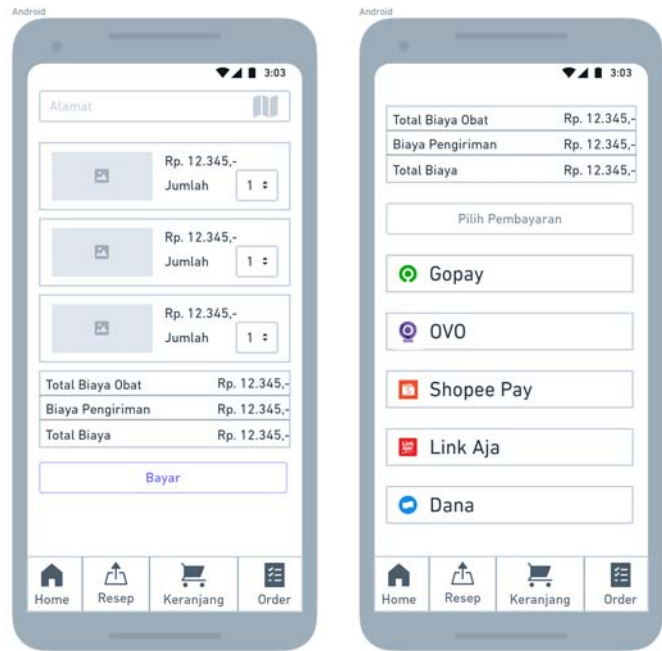 Android
3:03
Alamat
Rp. 12.345,-
Jumlah 1
Rp. 12.345,-
Jumlah 1
Rp. 12.345,-
Jumlah 1
Total Biaya Obat Rp. 12.345,-
Biaya Pengiriman Rp. 12.345,-
Total Biaya Rp. 12.345,-
Bayar
Home Resep Keranjang Order
Android
3:03
Total Biaya Obat Rp. 12.345,-
Biaya Pengiriman Rp. 12.345,-
Total Biaya Rp. 12.345,-
Pilih Pembayaran
Gopay
OVO
Shopee Pay
Link Aja
Dana
Home Resep Keranjang Order